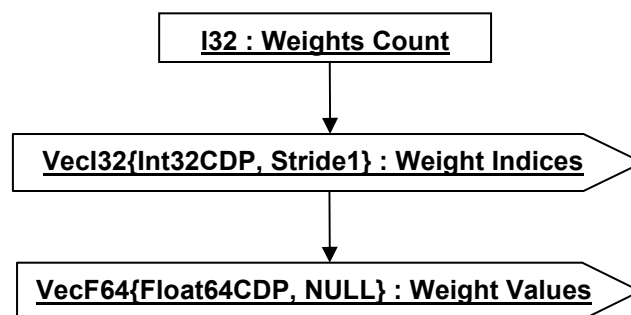 I32 : Weights Count
VecI32{Int32CDP, Stride1} : Weight Indices
VecF64{Float64CDP, NULL} : Weight Values